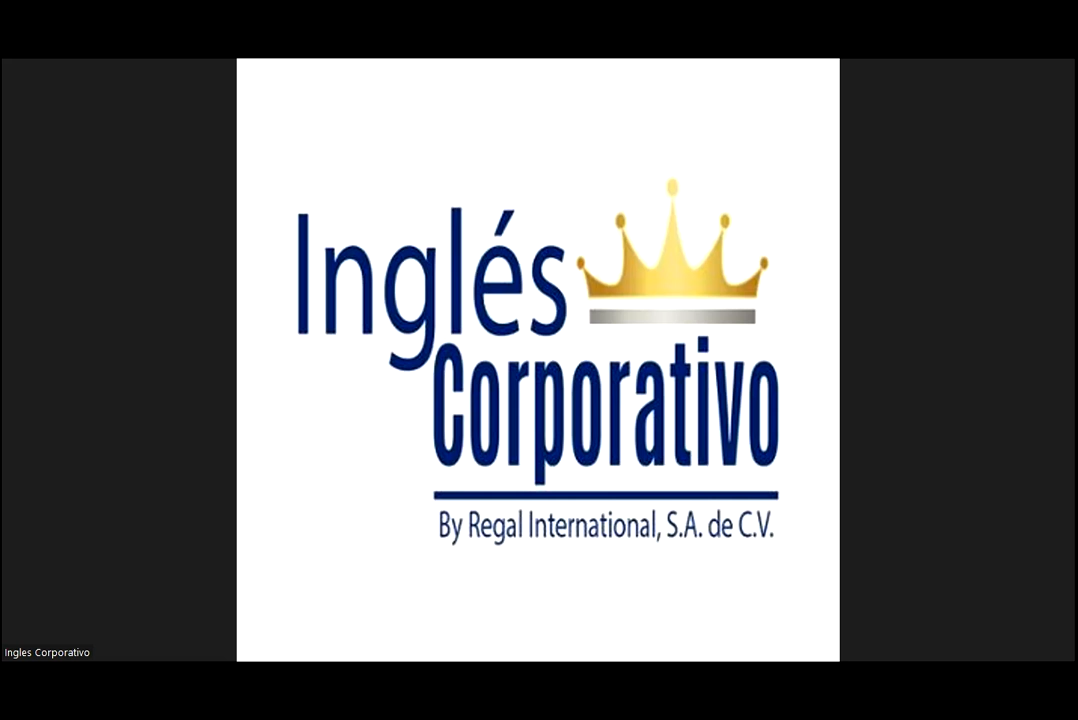 Inglés
Corporativo
By Regal International, S.A. de C.V.
Ingles Corporativo